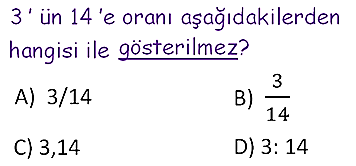 3 ' ün 14 'e oranı aşağıdakilerden
hangisi ile gösterilmez?
A) 3/14 B) 3/14
C) 3,14 D) 3: 14